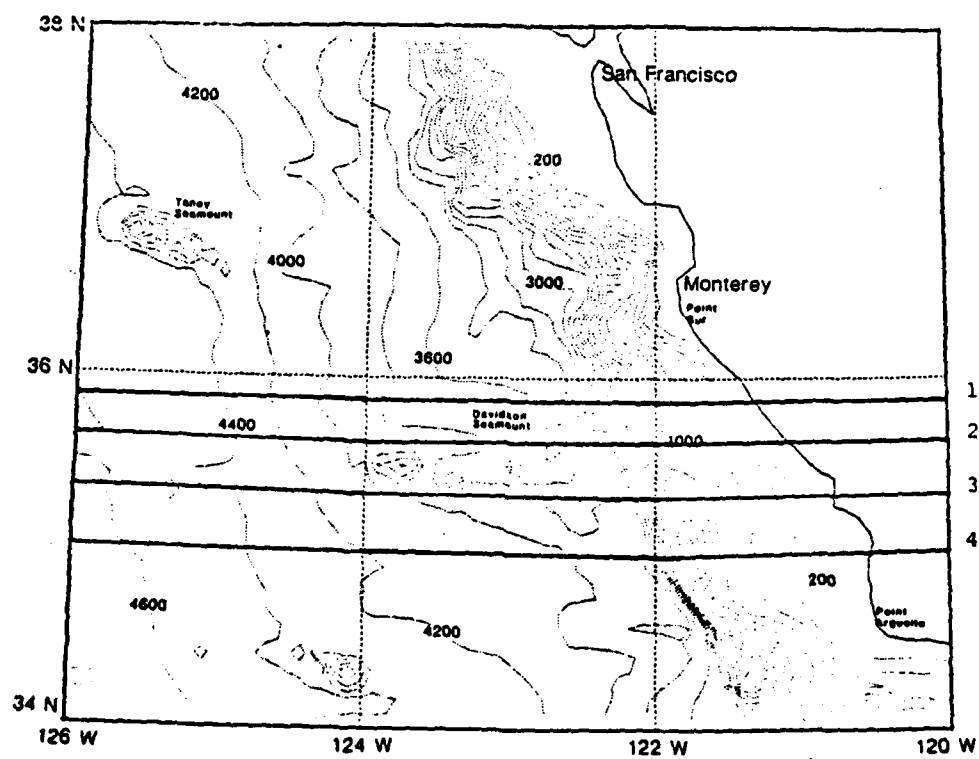 38 N
San Francisco
4200
200
Taney
Seamount
4000
3000
Monterey
Point
Sur
3600
36 N
1
Davidson
Seamount
4400
1000
2
3
4
200
4600
4200
Point
Arguello
34 N
126 W
124 W
122 W
120 W